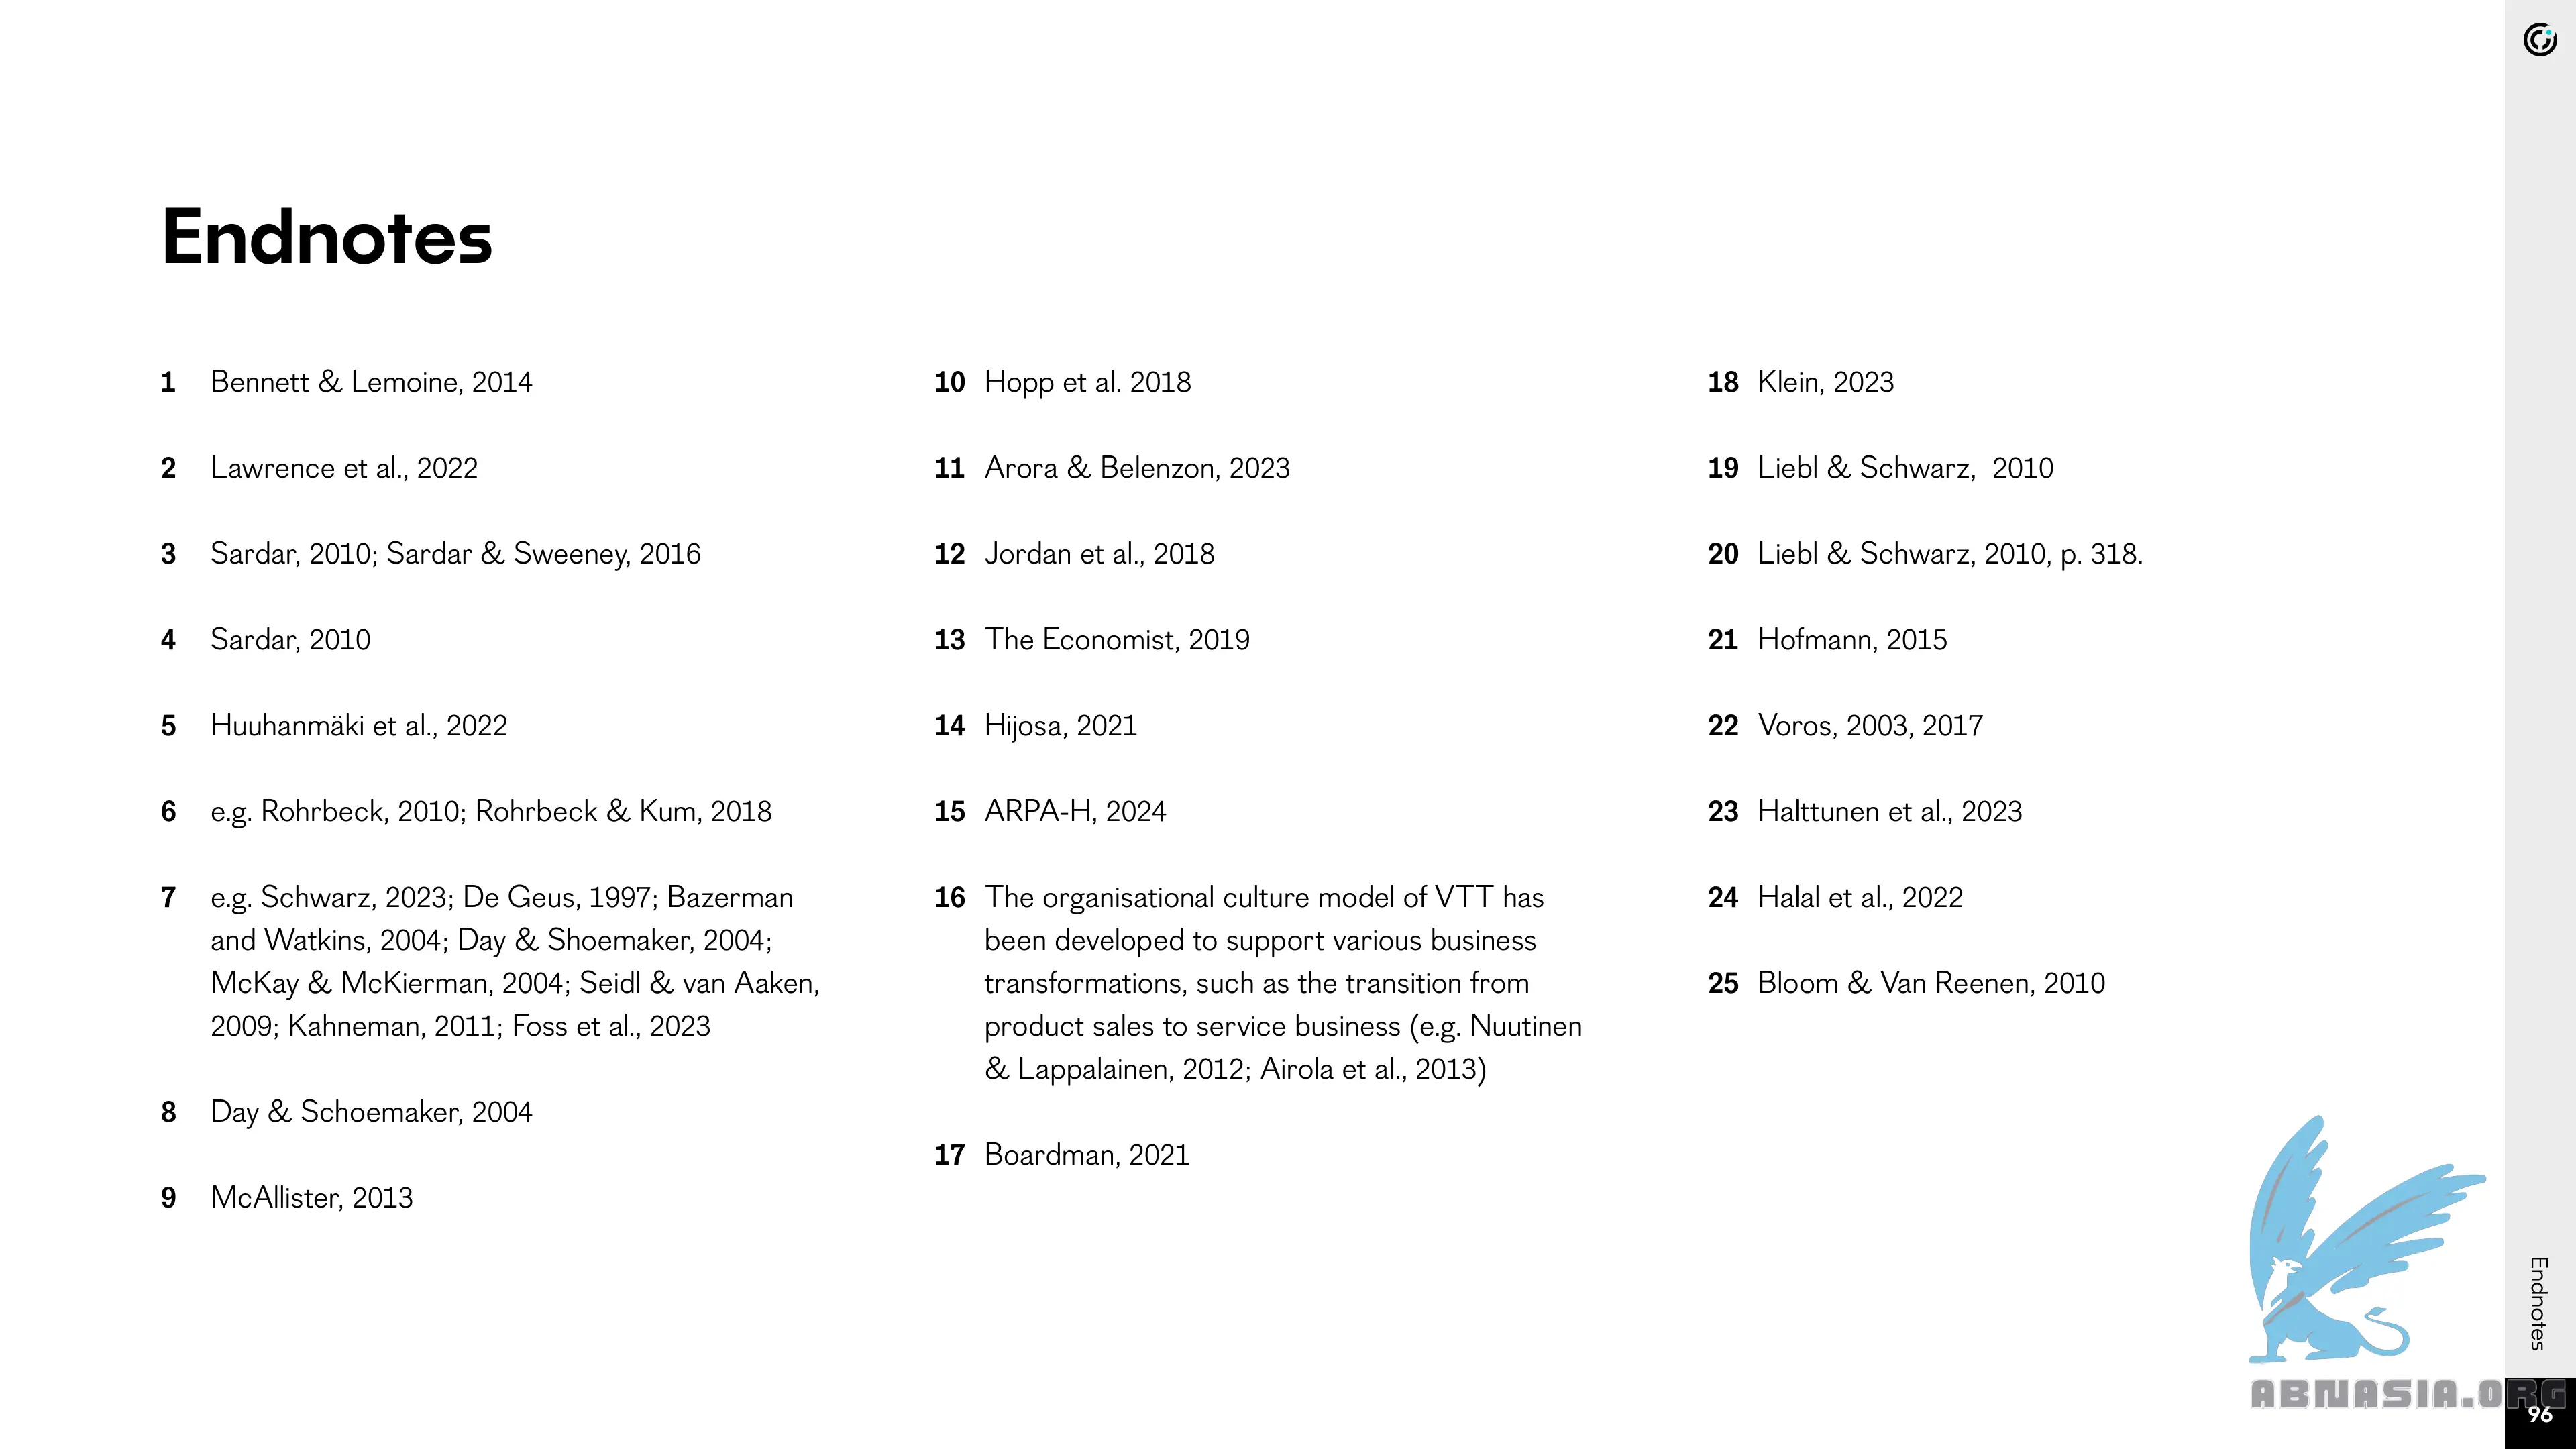 Endnotes
1 Bennett & Lemoine, 2014
2 Lawrence et al., 2022
3 Sardar, 2010; Sardar & Sweeney, 2016
4 Sardar, 2010
5 Huuhanmäki et al., 2022
6 e.g. Rohrbeck, 2010; Rohrbeck & Kum, 2018
7 e.g. Schwarz, 2023; De Geus, 1997; Bazerman
and Watkins, 2004; Day & Shoemaker, 2004;
McKay & McKierman, 2004; Seidl & van Aaken,
2009; Kahneman, 2011; Foss et al., 2023
8 Day & Schoemaker, 2004
9 McAllister, 2013
10 Hopp et al. 2018
11 Arora & Belenzon, 2023
12 Jordan et al., 2018
13 The Economist, 2019
14 Hijosa, 2021
15 ARPA-H, 2024
16 The organisational culture model of VTT has
been developed to support various business
transformations, such as the transition from
product sales to service business (e.g. Nuutinen
& Lappalainen, 2012; Airola et al., 2013)
17 Boardman, 2021
18 Klein, 2023
19 Liebl & Schwarz,  2010
20 Liebl & Schwarz, 2010, p. 318.
21 Hofmann, 2015
22 Voros, 2003, 2017
23 Halttunen et al., 2023
24 Halal et al., 2022
25 Bloom & Van Reenen, 2010
Endnotes
ABNASIA.ORG
96